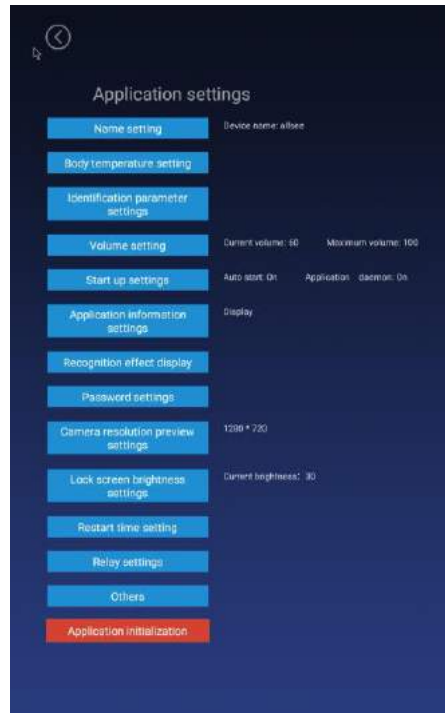 Application settings
Name setting
Device name: allsee
Body temperature setting
Identification parameter
settings
Volume setting
Current volume: 60 Maximum volume: 100
Start up settings
Auto start: On Application daemon: On
Application information
settings
Display
Recognition effect display
Password settings
Camera resolution preview
settings
1280 * 720
Lock screen brightness
settings
Current brightness: 30
Restart time setting
Relay settings
Others
Application initialization